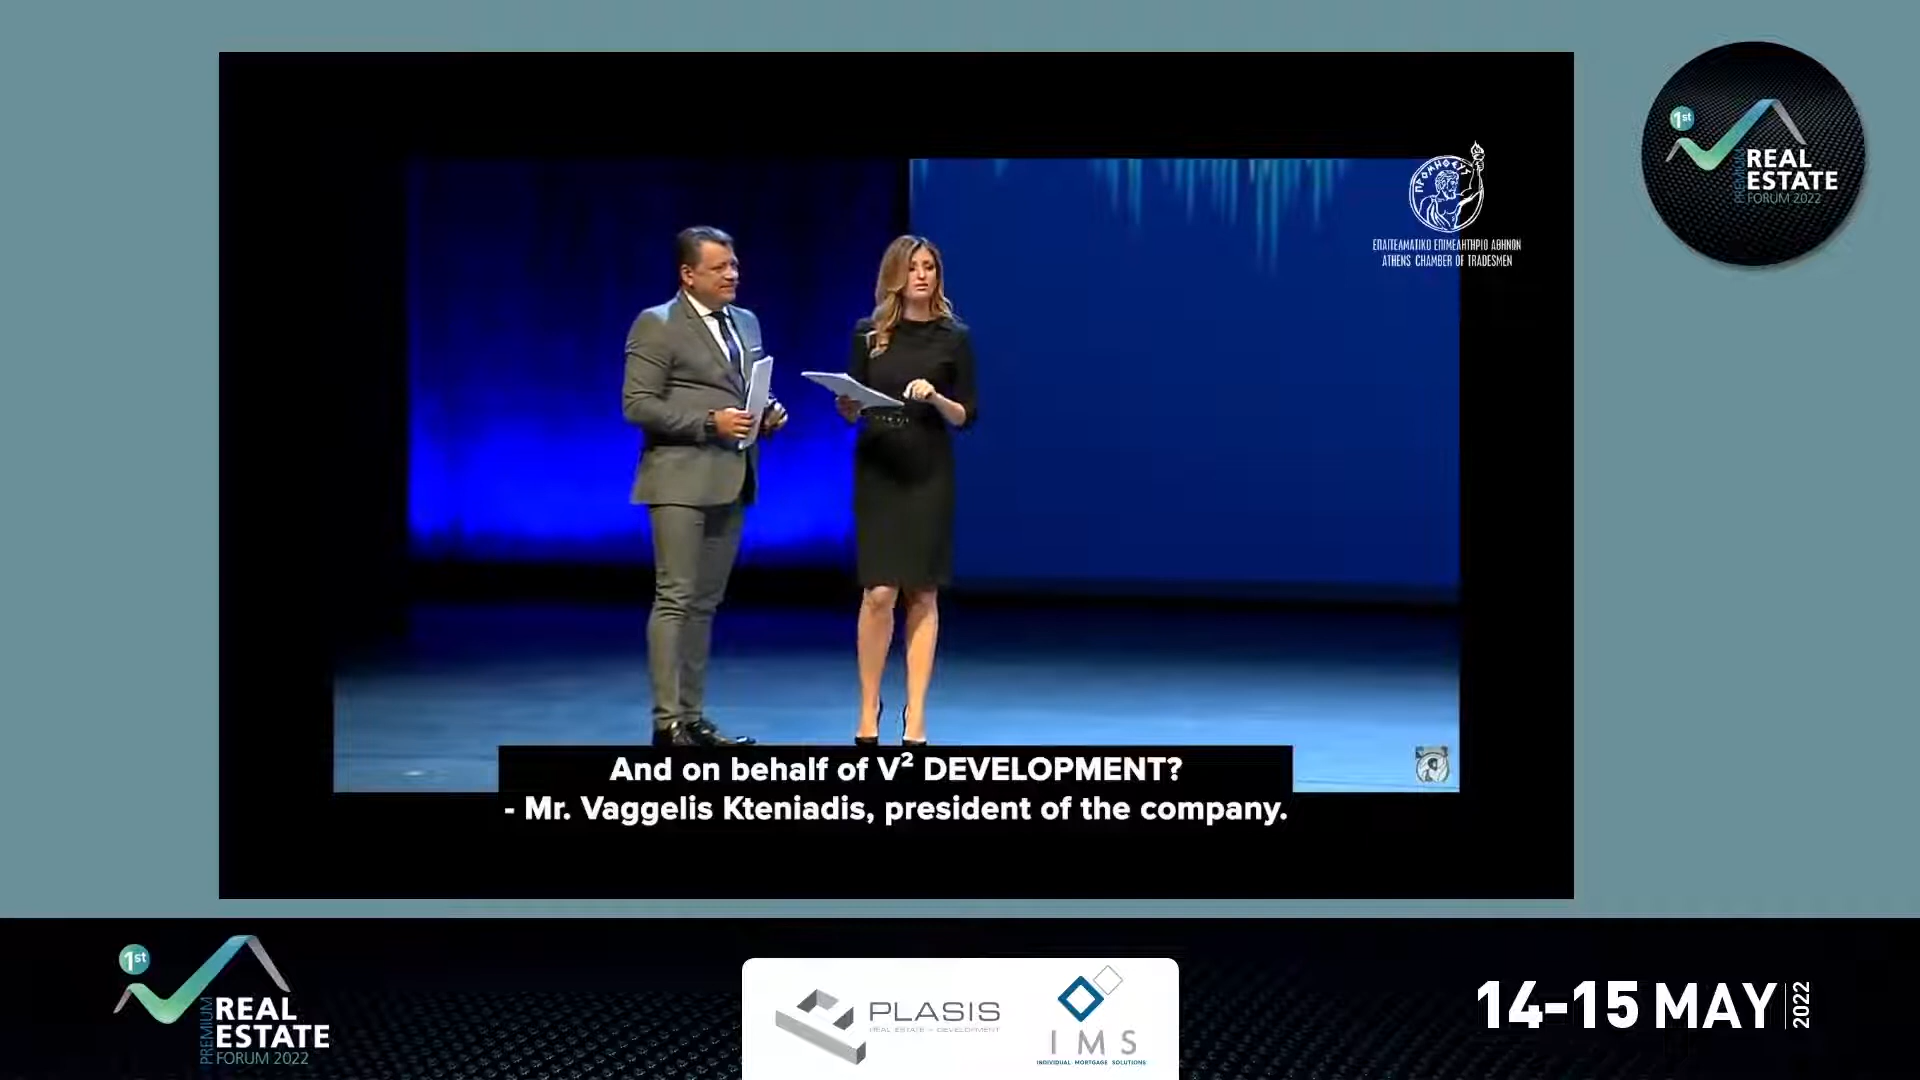 1st
PREMIUM
REAL
ESTATE
FORUM 2022
ΠΡΟΜΗΘΕΥΣ
ΕΠΑΓΓΕΛΜΑΤΙΚΟ ΕΠΙΜΕΛΗΤΗΡΙΟ ΑΘΗΝΩΝ
ATHENS CHAMBER OF TRADESMEN
And on behalf of V² DEVELOPMENT?
- Mr. Vaggelis Kteniadis, president of the company.
1st
PREMIUM
REAL
ESTATE
FORUM 2022
PLASIS
REAL ESTATE - DEVELOPMENT
IMS
INDIVIDUAL MORTGAGE SOLUTIONS
14-15 MAY 2022